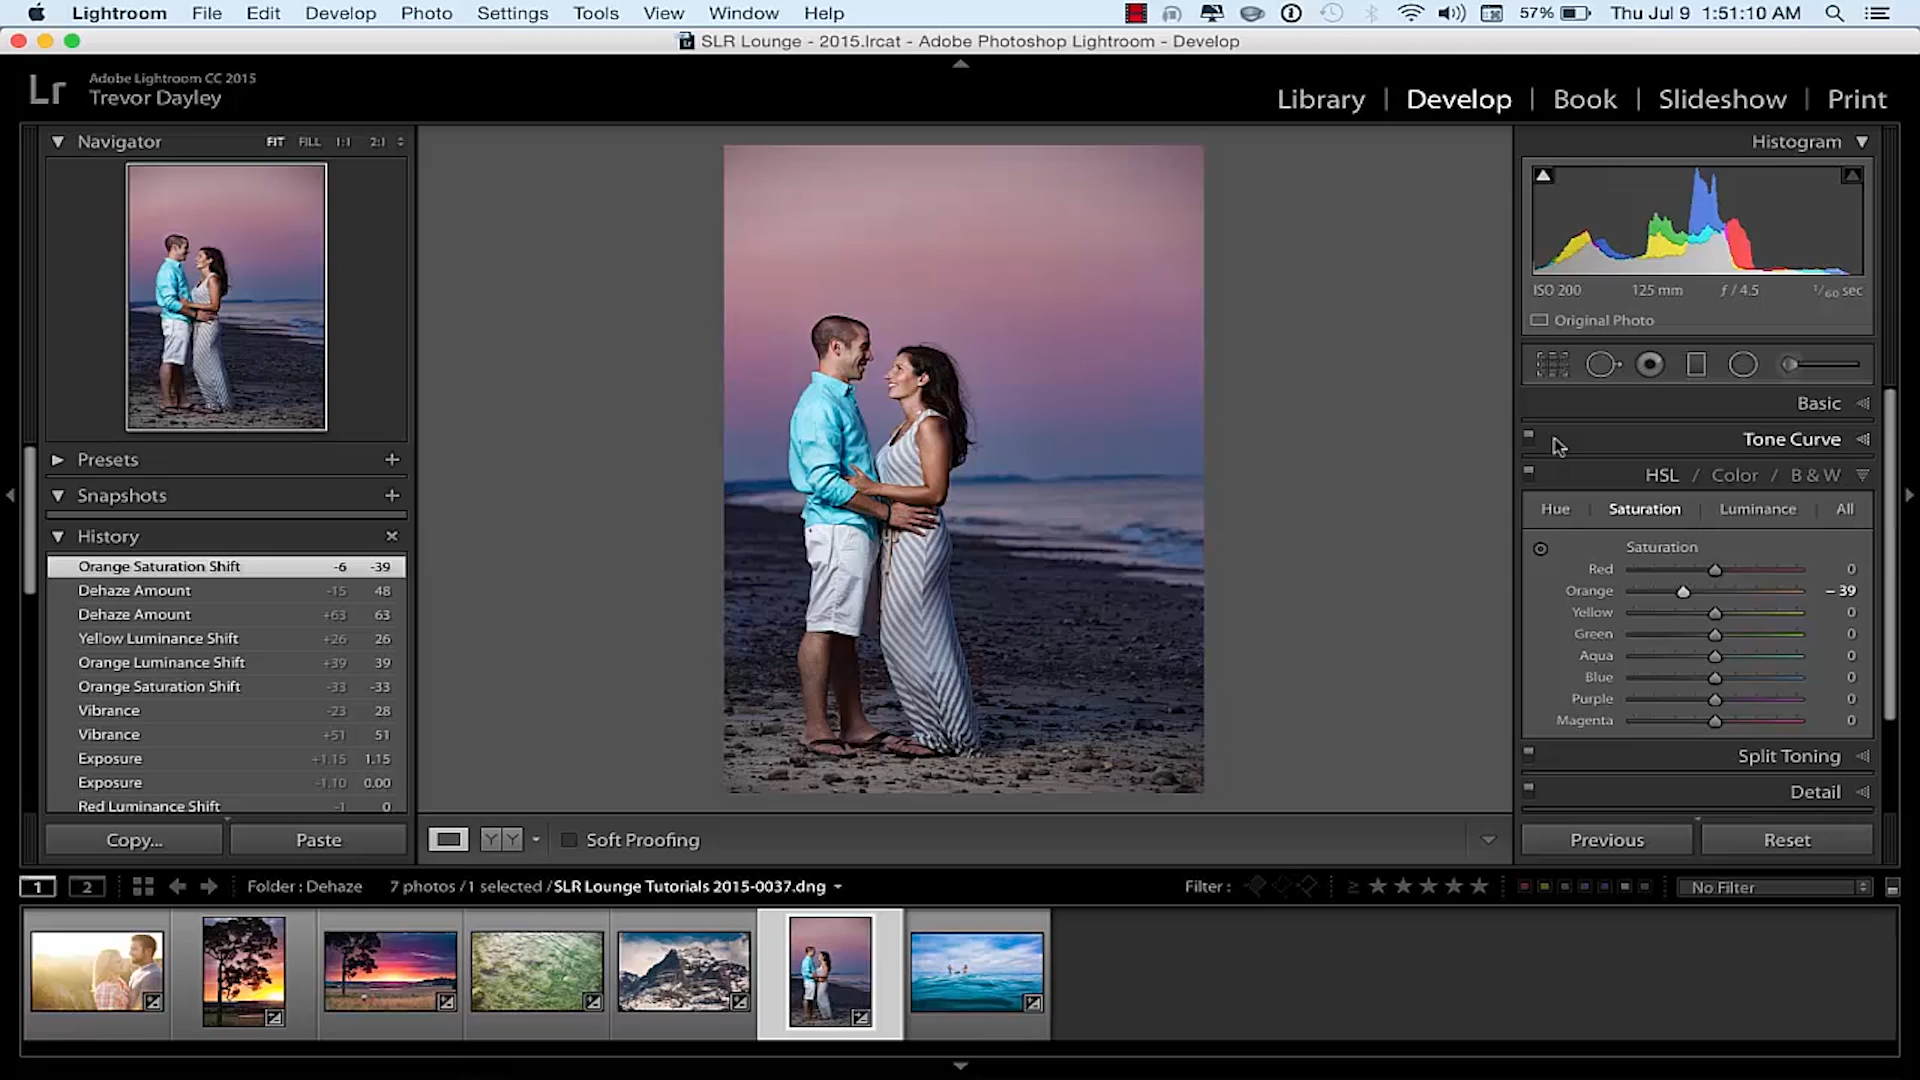 Lightroom File Edit Develop Photo Settings Tools View Window Help 57% Thu Jul 9 1:51:10 AM
SLR Lounge - 2015.lrcat - Adobe Photoshop Lightroom - Develop
Lr Adobe Lightroom CC 2015
Trevor Dayley
Library | Develop | Book | Slideshow | Print
Navigator FIT FILL 1:1 2:1
Histogram
ISO 200 125 mm ƒ / 4.5 1/60 sec
Original Photo
Basic
Tone Curve
HSL / Color / B & W
Hue Saturation Luminance All
Saturation
Red 0
Orange – 39
Yellow 0
Green 0
Aqua 0
Blue 0
Purple 0
Magenta 0
Split Toning
Detail
Previous Reset
Presets +
Snapshots +
History ×
Orange Saturation Shift -6 -39
Dehaze Amount -15 48
Dehaze Amount +63 63
Yellow Luminance Shift +26 26
Orange Luminance Shift +39 39
Orange Saturation Shift -33 -33
Vibrance -23 28
Vibrance +51 51
Exposure +1.15 1.15
Exposure -1.10 0.00
Red Luminance Shift -1 0
Copy... Paste
Y Y Soft Proofing
1 2 Folder : Dehaze 7 photos / 1 selected / SLR Lounge Tutorials 2015-0037.dng Filter : ≥ ★★★★★ No Filter